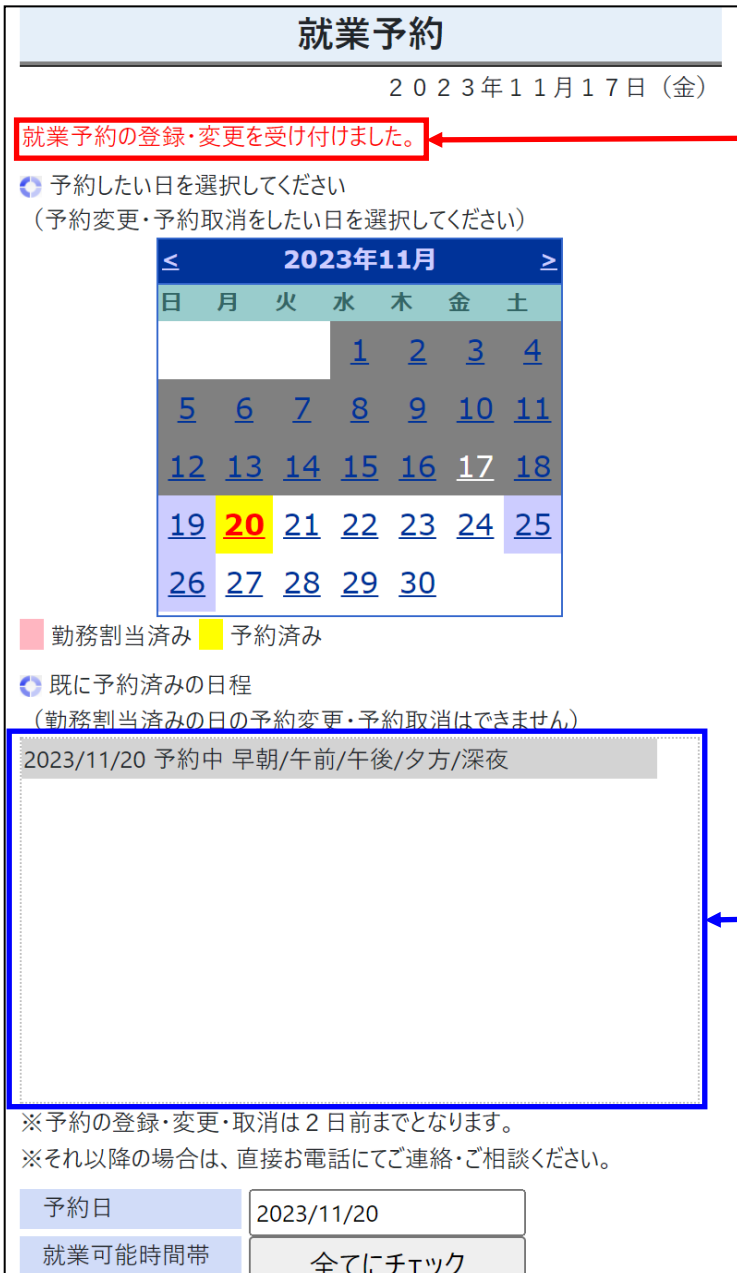 就業予約
２０２３年１１月１７日（金）
就業予約の登録・変更を受け付けました。
予約したい日を選択してください
（予約変更・予約取消をしたい日を選択してください）
< 2023年11月 >
日 月 火 水 木 金 土
1 2 3 4
5 6 7 8 9 10 11
12 13 14 15 16 17 18
19 20 21 22 23 24 25
26 27 28 29 30
勤務割当済み 予約済み
既に予約済みの日程
（勤務割当済みの日の予約変更・予約取消はできません）
2023/11/20 予約中 早朝/午前/午後/夕方/深夜
※予約の登録・変更・取消は２日前までとなります。
※それ以降の場合は、直接お電話にてご連絡・ご相談ください。
予約日 2023/11/20
就業可能時間帯 全てにチェック